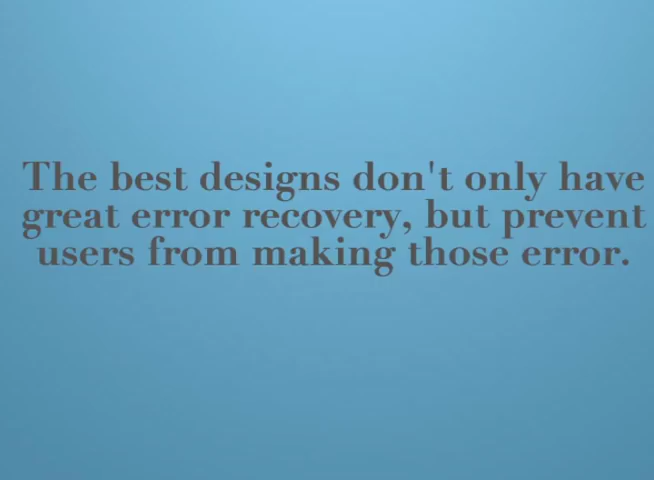 The best designs don't only have
great error recovery, but prevent
users from making those error.